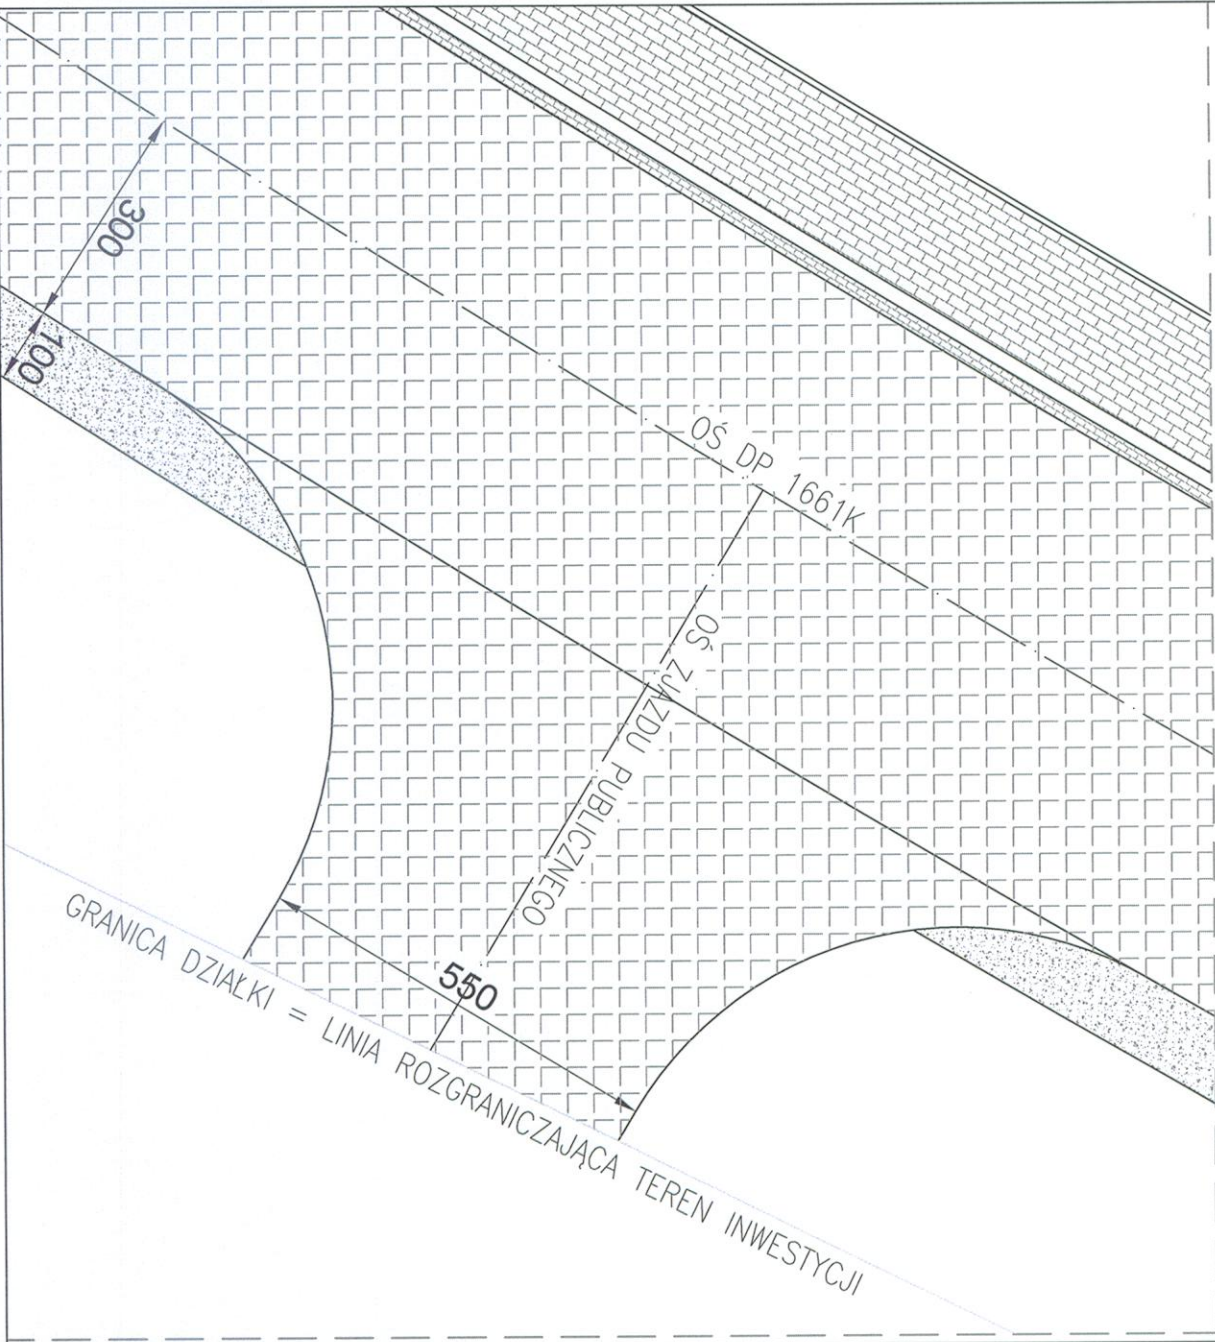 300
100
OŚ DP 1661K
OŚ ZJAZDU PUBLICZNEGO
550
GRANICA DZIAŁKI = LINIA ROZGRANICZAJĄCA TEREN INWESTYCJI